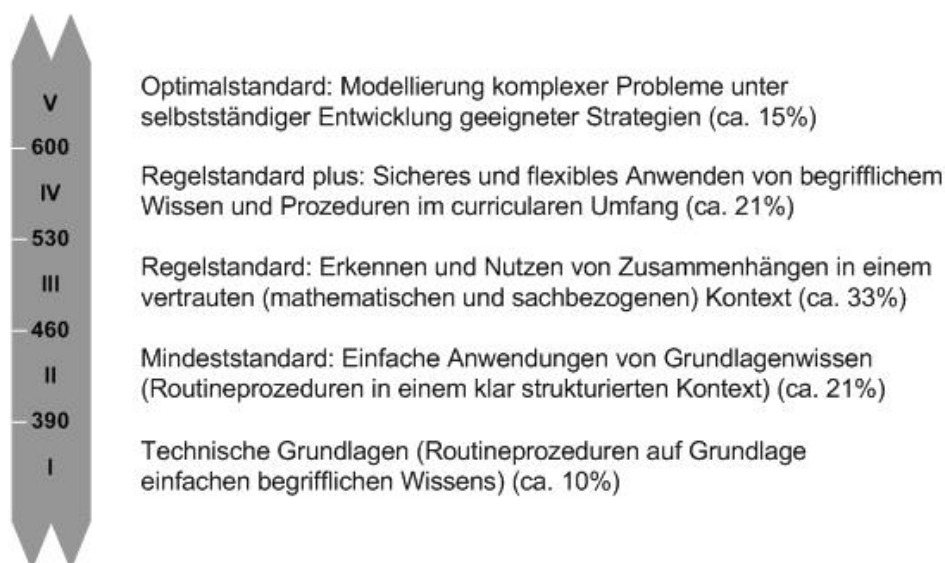 V
Optimalstandard: Modellierung komplexer Probleme unter
selbstständiger Entwicklung geeigneter Strategien (ca. 15%)
600
IV
Regelstandard plus: Sicheres und flexibles Anwenden von begrifflichem
Wissen und Prozeduren im curricularen Umfang (ca. 21%)
530
III
Regelstandard: Erkennen und Nutzen von Zusammenhängen in einem
vertrauten (mathematischen und sachbezogenen) Kontext (ca. 33%)
460
II
Mindeststandard: Einfache Anwendungen von Grundlagenwissen
(Routineprozeduren in einem klar strukturierten Kontext) (ca. 21%)
390
I
Technische Grundlagen (Routineprozeduren auf Grundlage
einfachen begrifflichen Wissens) (ca. 10%)